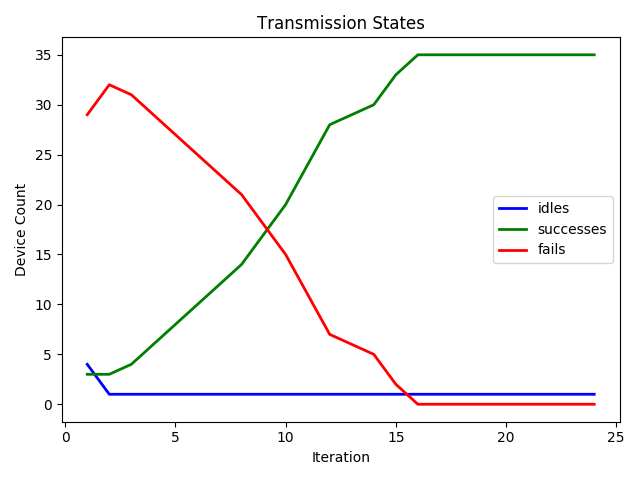 Transmission States
Device Count
35
30
25
20
15
10
5
0
idles
successes
fails
0 5 10 15 20 25
Iteration